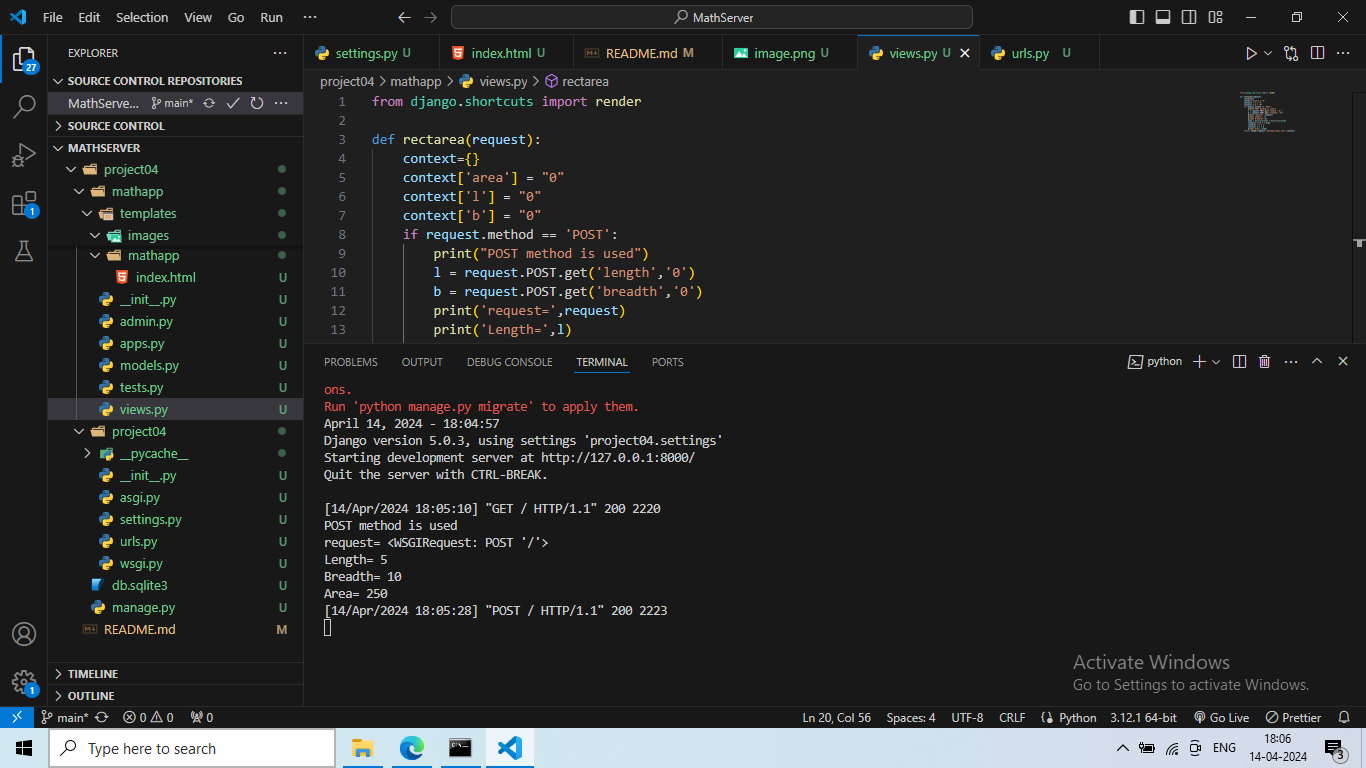 File Edit Selection View Go Run ··· MathServer
EXPLORER ···
settings.py U index.html U README.md M image.png U views.py U urls.py U
27
SOURCE CONTROL REPOSITORIES
MathServe... main* ···
SOURCE CONTROL
MATHSERVER
project04
mathapp
templates
images
mathapp
index.html U
__init__.py U
admin.py U
apps.py U
models.py U
tests.py U
views.py U
project04
__pycache__
__init__.py U
asgi.py U
settings.py U
urls.py U
wsgi.py U
db.sqlite3 U
manage.py U
README.md M
TIMELINE
OUTLINE
1
1
project04 > mathapp > views.py > rectarea
1 from django.shortcuts import render
2
3 def rectarea(request):
4 context={}
5 context['area'] = "0"
6 context['l'] = "0"
7 context['b'] = "0"
8 if request.method == 'POST':
9 print("POST method is used")
10 l = request.POST.get('length','0')
11 b = request.POST.get('breadth','0')
12 print('request=',request)
13 print('Length=',l)
PROBLEMS OUTPUT DEBUG CONSOLE TERMINAL PORTS python ···
ons.
Run 'python manage.py migrate' to apply them.
April 14, 2024 - 18:04:57
Django version 5.0.3, using settings 'project04.settings'
Starting development server at http://127.0.0.1:8000/
Quit the server with CTRL-BREAK.
[14/Apr/2024 18:05:10] "GET / HTTP/1.1" 200 2220
POST method is used
request= <WSGIRequest: POST '/'>
Length= 5
Breadth= 10
Area= 250
[14/Apr/2024 18:05:28] "POST / HTTP/1.1" 200 2223
Activate Windows
Go to Settings to activate Windows.
main* 0 0 0 Ln 20, Col 56 Spaces: 4 UTF-8 CRLF Python 3.12.1 64-bit Go Live Prettier
Type here to search ENG 18:06
14-04-2024 3